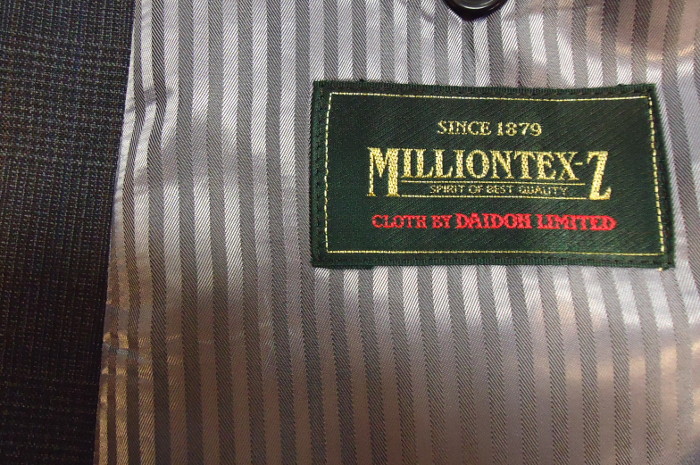 SINCE 1879
MILLIONTEX-Z
SPIRIT OF BEST QUALITY
CLOTH BY DAIDOH LIMITED